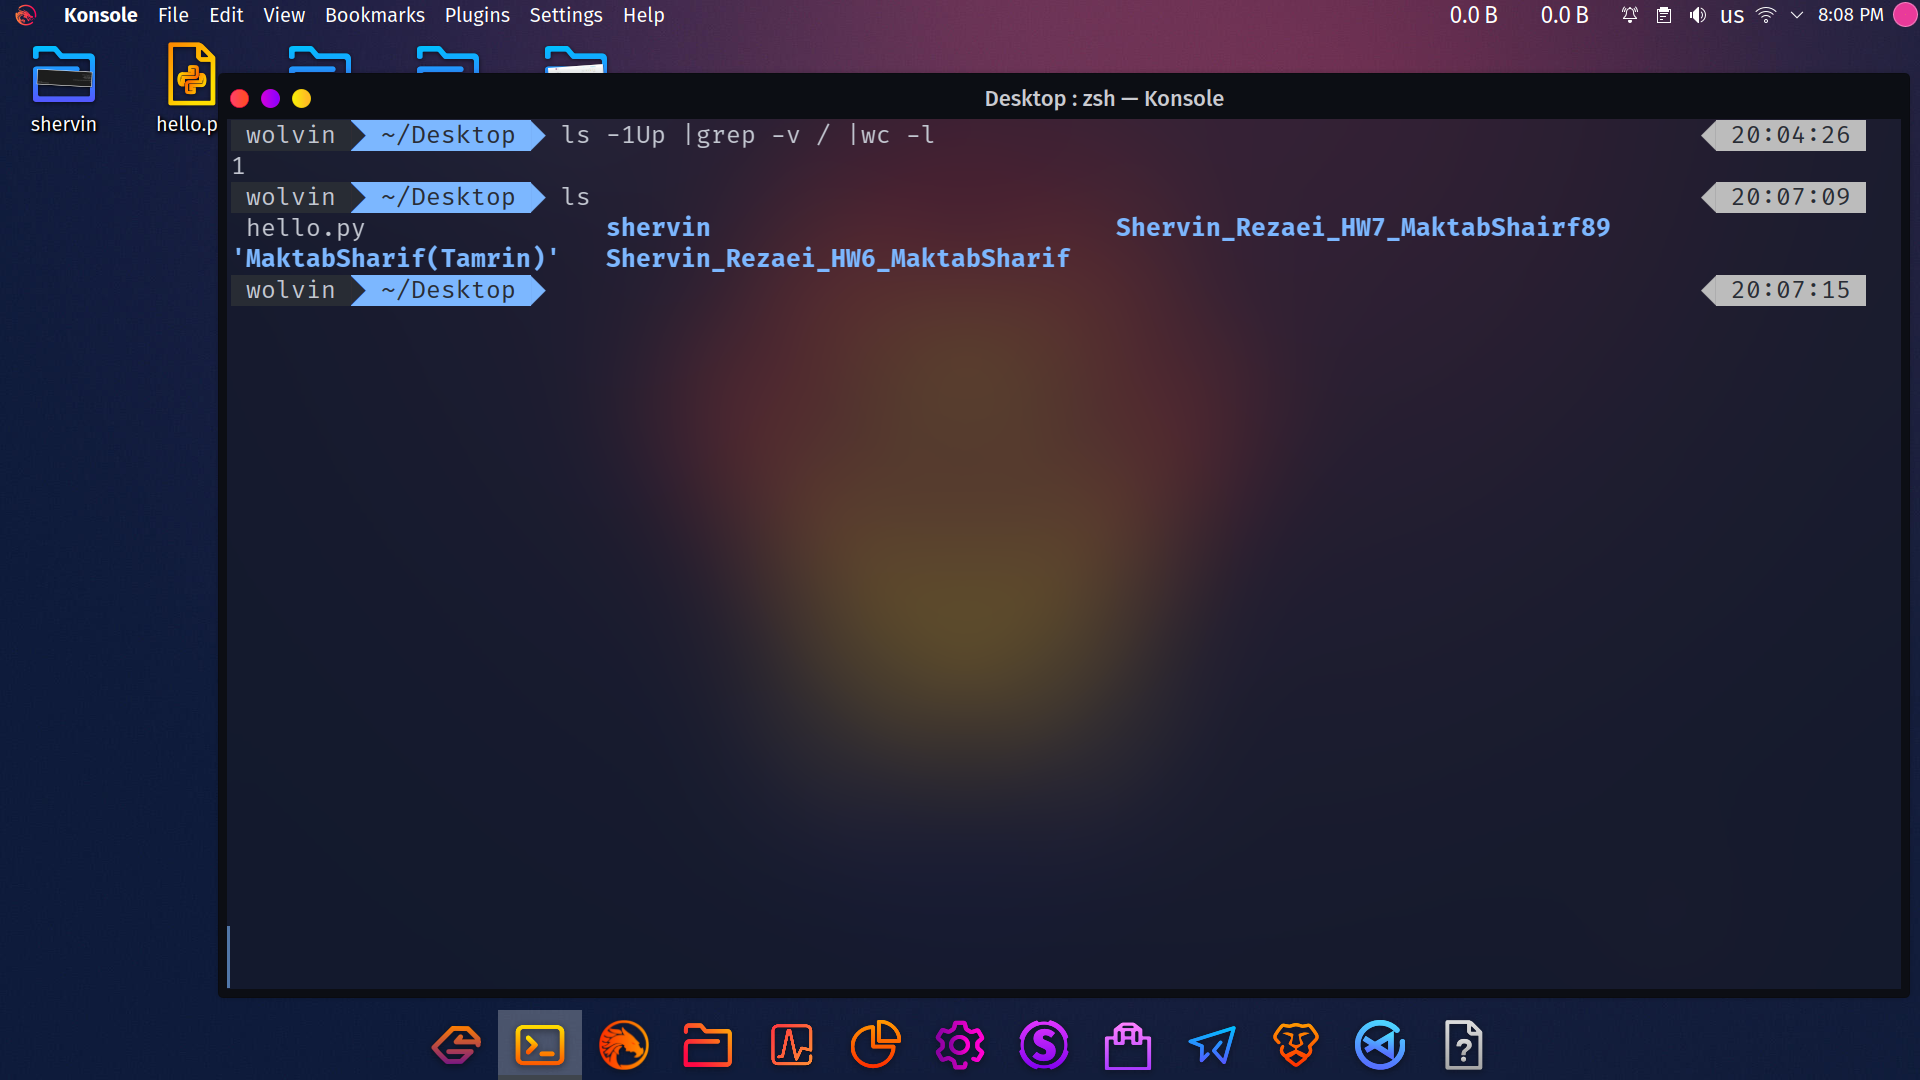 Konsole File Edit View Bookmarks Plugins Settings Help 0.0 B 0.0 B us 8:08 PM
shervin hello.p
Desktop : zsh — Konsole
wolvin ~/Desktop ls -1Up |grep -v / |wc -l 20:04:26
1
wolvin ~/Desktop ls 20:07:09
hello.py shervin Shervin_Rezaei_HW7_MaktabShairf89
'MaktabSharif(Tamrin)' Shervin_Rezaei_HW6_MaktabSharif
wolvin ~/Desktop 20:07:15